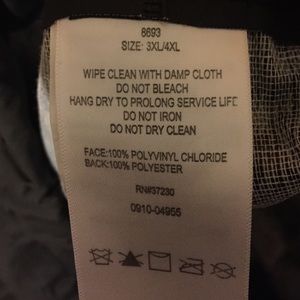 8693
SIZE: 3XL/4XL
WIPE CLEAN WITH DAMP CLOTH
DO NOT BLEACH
HANG DRY TO PROLONG SERVICE LIFE
DO NOT IRON
DO NOT DRY CLEAN
FACE:100% POLYVINYL CHLORIDE
BACK:100% POLYESTER
RN#37230
0910-04955